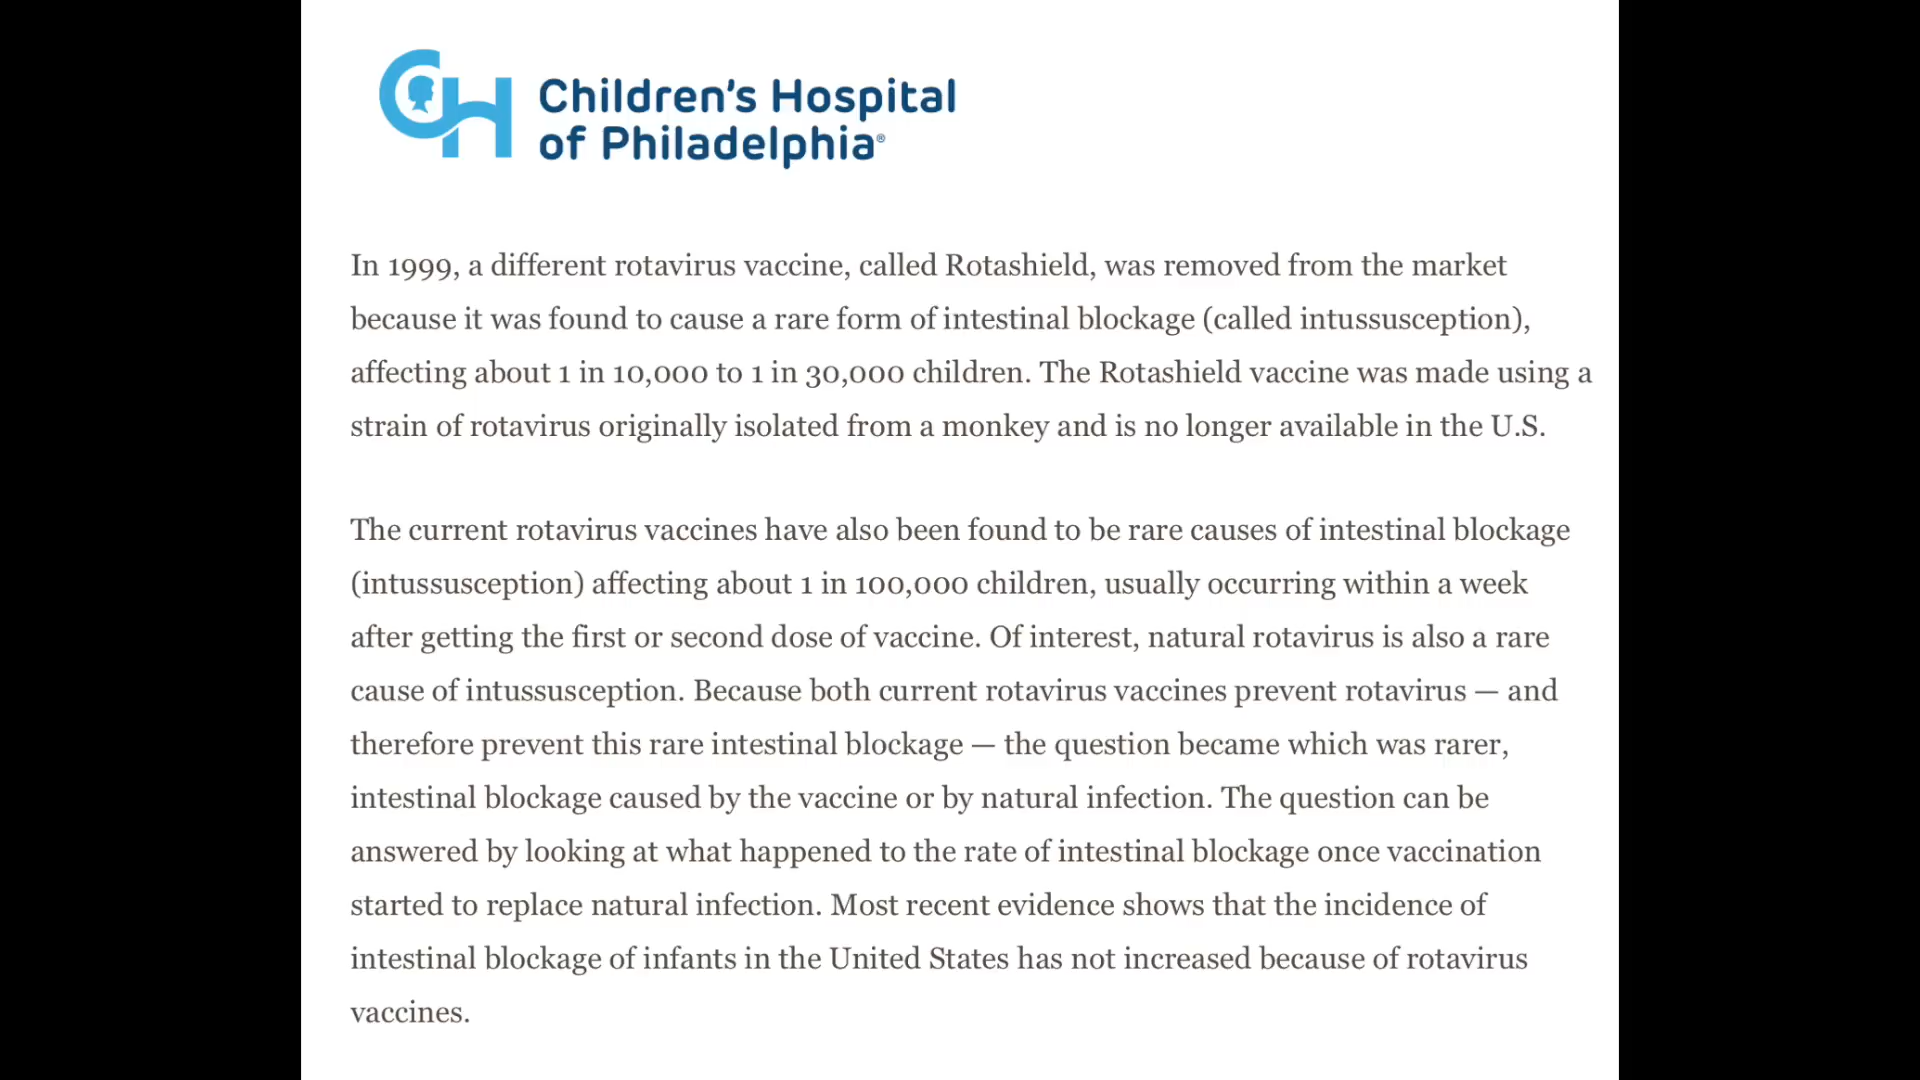 Children's Hospital
of Philadelphia®
In 1999, a different rotavirus vaccine, called Rotashield, was removed from the market
because it was found to cause a rare form of intestinal blockage (called intussusception),
affecting about 1 in 10,000 to 1 in 30,000 children. The Rotashield vaccine was made using a
strain of rotavirus originally isolated from a monkey and is no longer available in the U.S.
The current rotavirus vaccines have also been found to be rare causes of intestinal blockage
(intussusception) affecting about 1 in 100,000 children, usually occurring within a week
after getting the first or second dose of vaccine. Of interest, natural rotavirus is also a rare
cause of intussusception. Because both current rotavirus vaccines prevent rotavirus — and
therefore prevent this rare intestinal blockage — the question became which was rarer,
intestinal blockage caused by the vaccine or by natural infection. The question can be
answered by looking at what happened to the rate of intestinal blockage once vaccination
started to replace natural infection. Most recent evidence shows that the incidence of
intestinal blockage of infants in the United States has not increased because of rotavirus
vaccines.